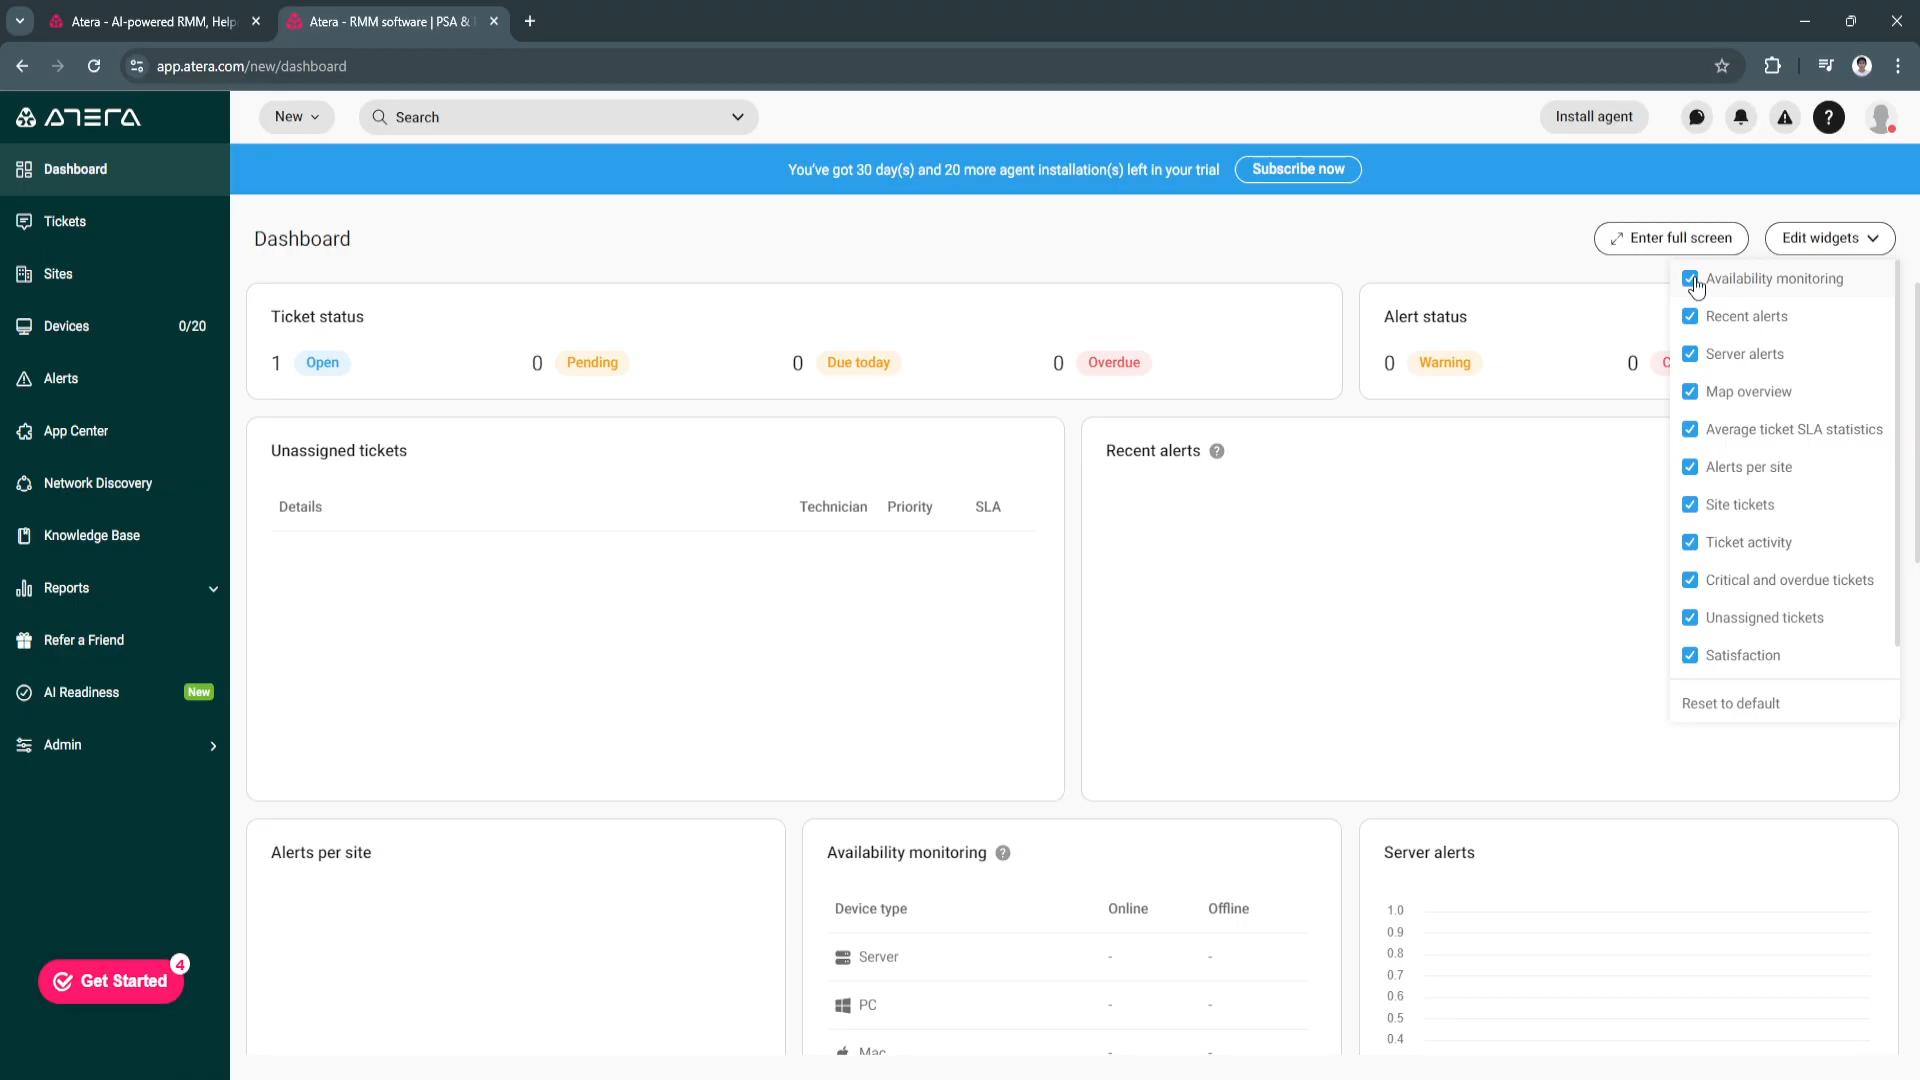 Atera - AI-powered RMM, Help
Atera - RMM software | PSA &
app.atera.com/new/dashboard
ATERA
New
Search
Install agent
?
You've got 30 day(s) and 20 more agent installation(s) left in your trial
Subscribe now
Dashboard
Tickets
Sites
Devices 0/20
Alerts
App Center
Network Discovery
Knowledge Base
Reports
Refer a Friend
AI Readiness New
Admin
Get Started 4
Dashboard
Enter full screen
Edit widgets
Availability monitoring
Recent alerts
Server alerts
Map overview
Average ticket SLA statistics
Alerts per site
Site tickets
Ticket activity
Critical and overdue tickets
Unassigned tickets
Satisfaction
Reset to default
Ticket status
1 Open 0 Pending 0 Due today 0 Overdue
Alert status
0 Warning 0 C
Unassigned tickets
Details Technician Priority SLA
Recent alerts ?
Alerts per site
Availability monitoring ?
Device type Online Offline
Server - -
PC - -
Mac - -
Server alerts
1.0
0.9
0.8
0.7
0.6
0.5
0.4